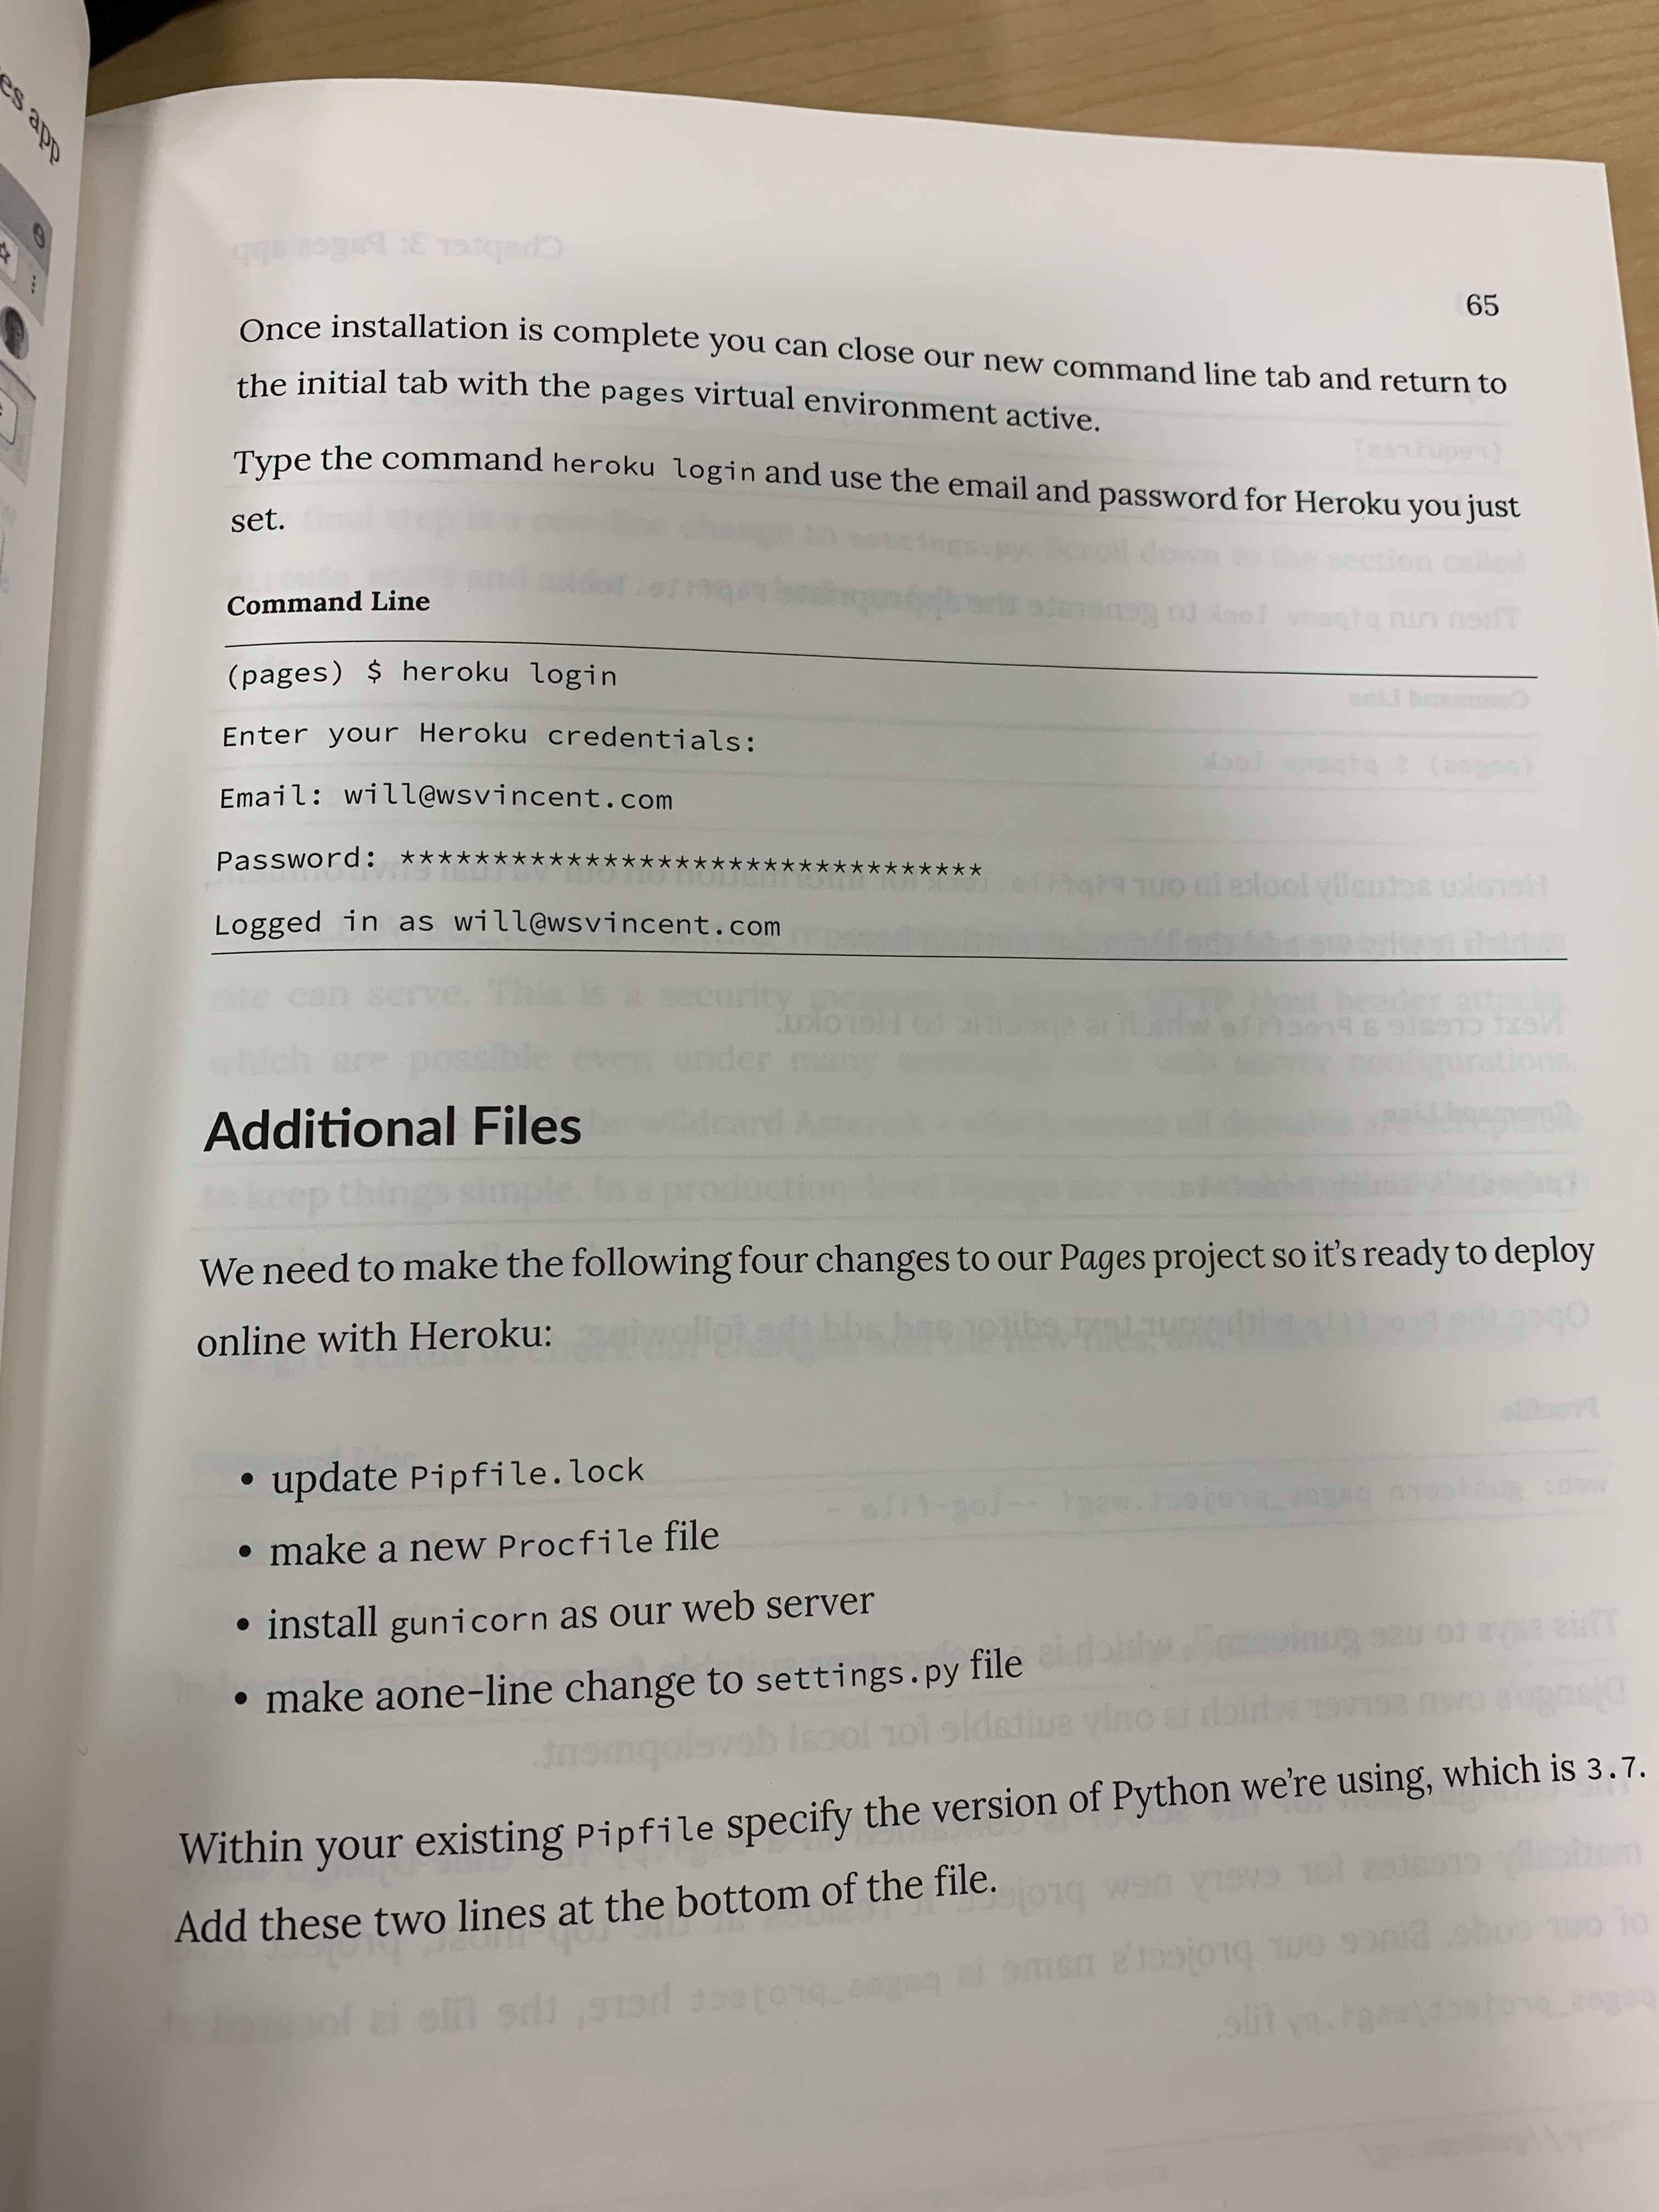 es app
65
Once installation is complete you can close our new command line tab and return to
the initial tab with the pages virtual environment active.
Type the command heroku login and use the email and password for Heroku you just
set.
Command Line
(pages) $ heroku login
Enter your Heroku credentials:
Email: will@wsvincent.com
Password: *********************************
Logged in as will@wsvincent.com
Additional Files
We need to make the following four changes to our Pages project so it’s ready to deploy
online with Heroku:
• update Pipfile.lock
• make a new Procfile file
• install gunicorn as our web server
• make aone-line change to settings.py file
Within your existing Pipfile specify the version of Python we’re using, which is 3.7.
Add these two lines at the bottom of the file.